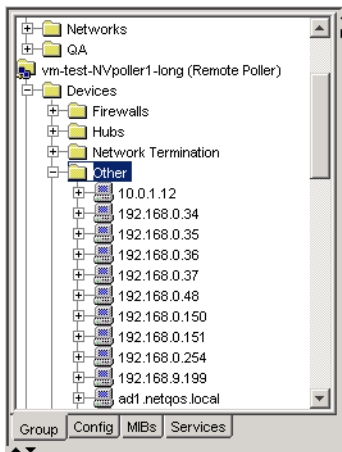 Networks
QA
vm-test-NVpoller1-long (Remote Poller)
Devices
Firewalls
Hubs
Network Termination
Other
10.0.1.12
192.168.0.34
192.168.0.35
192.168.0.36
192.168.0.37
192.168.0.48
192.168.0.150
192.168.0.151
192.168.0.254
192.168.9.199
ad1.netqos.local
Group Config MIBs Services